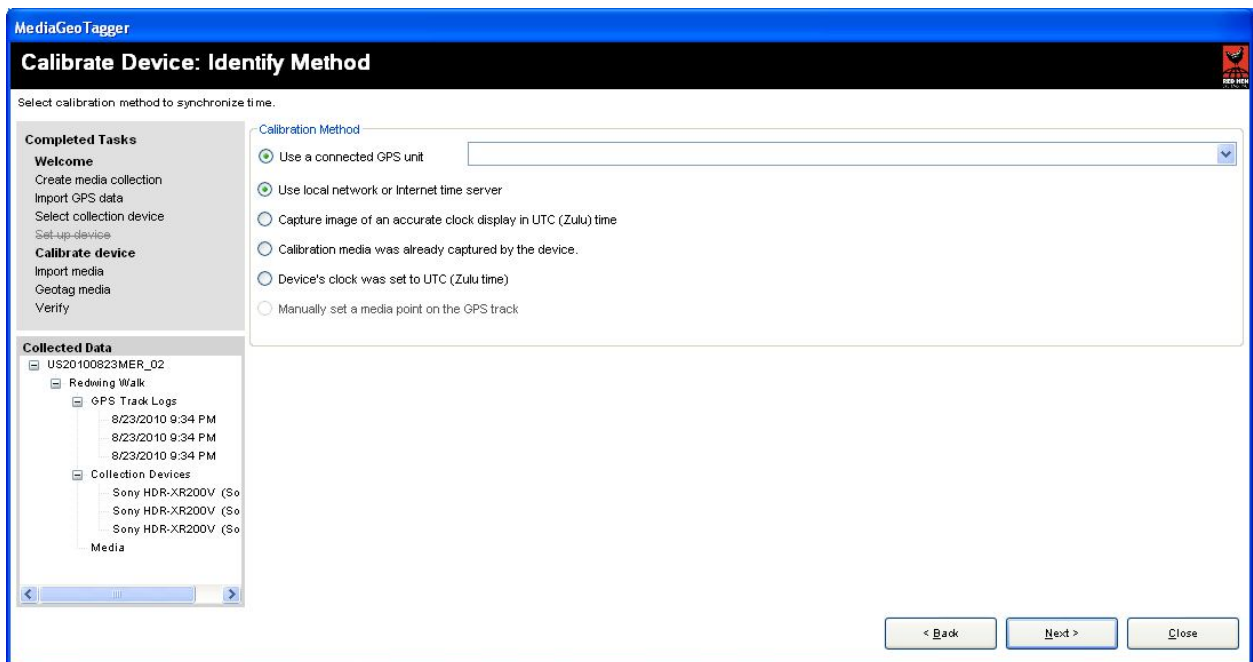 MediaGeoTagger
Calibrate Device: Identify Method
RED HEN
Select calibration method to synchronize time.
Completed Tasks
Welcome
Create media collection
Import GPS data
Select collection device
Set up device
Calibrate device
Import media
Geotag media
Verify
Calibration Method
Use a connected GPS unit
Use local network or Internet time server
Capture image of an accurate clock display in UTC (Zulu) time
Calibration media was already captured by the device.
Device's clock was set to UTC (Zulu time)
Manually set a media point on the GPS track
Collected Data
US20100823MER_02
Redwing Walk
GPS Track Logs
8/23/2010 9:34 PM
8/23/2010 9:34 PM
8/23/2010 9:34 PM
Collection Devices
Sony HDR-XR200V (So
Sony HDR-XR200V (So
Sony HDR-XR200V (So
Media
< Back
Next >
Close